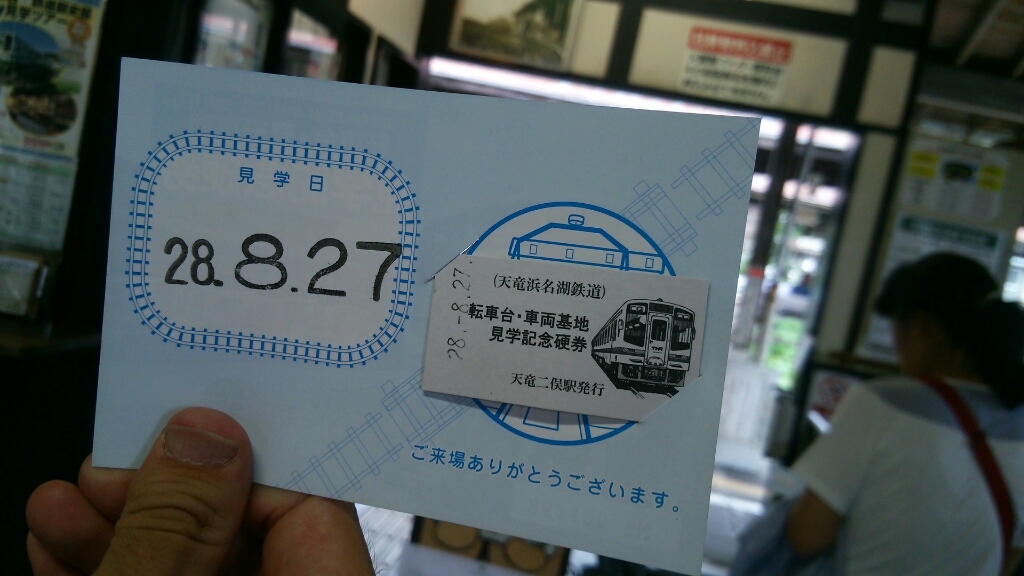 見学日
28.8.27
28.-8.27
(天竜浜名湖鉄道)
転車台・車両基地
見学記念硬券
天竜二俣駅発行
ご来場ありがとうございます。